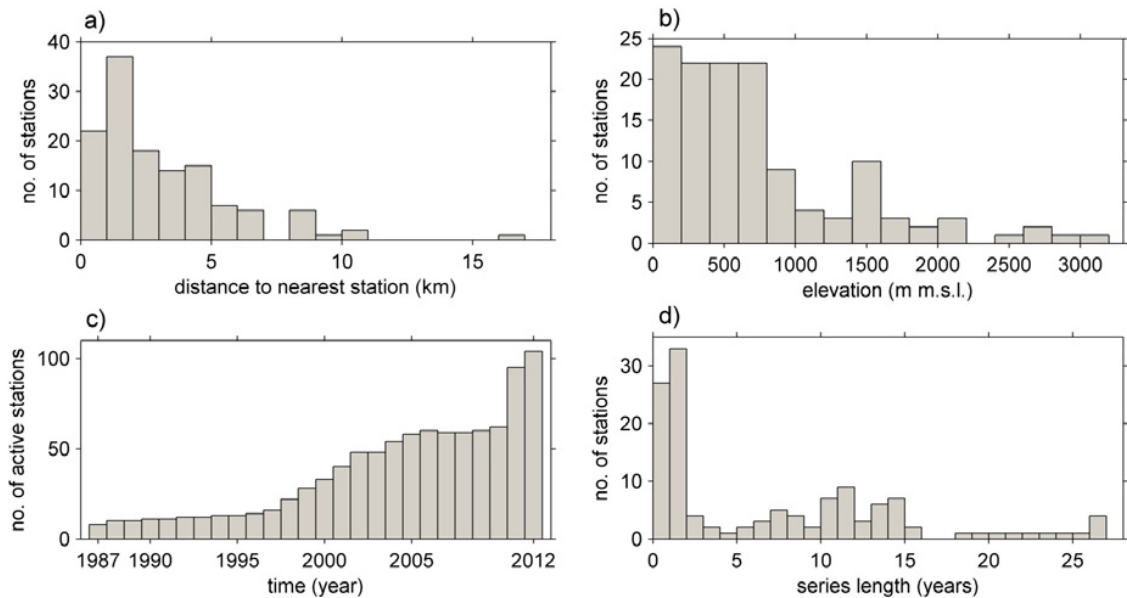 a)
no. of stations
40
30
20
10
0
0 5 10 15
distance to nearest station (km)
b)
no. of stations
25
20
15
10
5
0
0 500 1000 1500 2000 2500 3000
elevation (m m.s.l.)
c)
no. of active stations
100
50
0
1987 1990 1995 2000 2005 2012
time (year)
d)
no. of stations
30
20
10
0
0 5 10 15 20 25
series length (years)